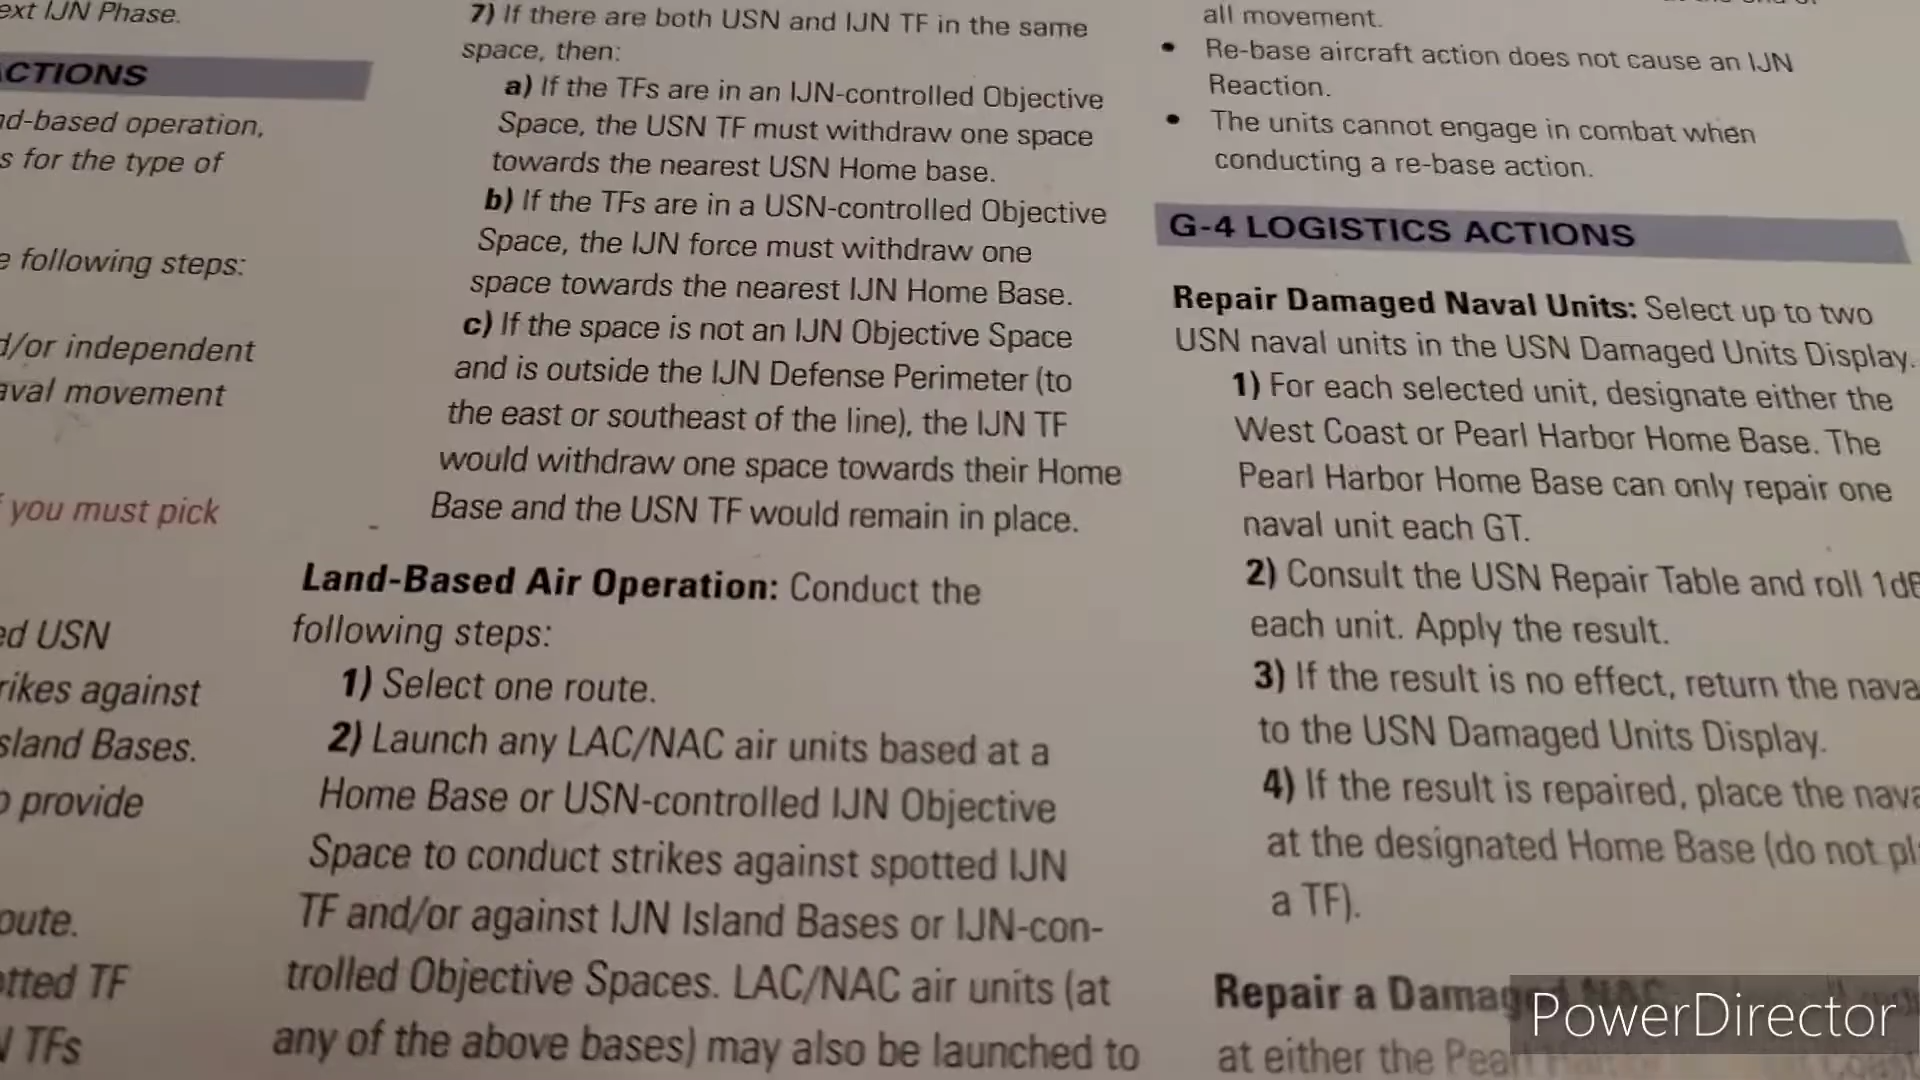 ext IJN Phase.
ACTIONS
nd-based operation,
s for the type of
e following steps:
d/or independent
aval movement
you must pick
ed USN
rikes against
sland Bases.
o provide
oute.
otted TF
TFs
7) If there are both USN and IJN TF in the same
space, then:
a) If the TFs are in an IJN-controlled Objective
Space, the USN TF must withdraw one space
towards the nearest USN Home base.
b) If the TFs are in a USN-controlled Objective
Space, the IJN force must withdraw one
space towards the nearest IJN Home Base.
c) If the space is not an IJN Objective Space
and is outside the IJN Defense Perimeter (to
the east or southeast of the line), the IJN TF
would withdraw one space towards their Home
Base and the USN TF would remain in place.
Land-Based Air Operation: Conduct the
following steps:
1) Select one route.
2) Launch any LAC/NAC air units based at a
Home Base or USN-controlled IJN Objective
Space to conduct strikes against spotted IJN
TF and/or against IJN Island Bases or IJN-con-
trolled Objective Spaces. LAC/NAC air units (at
any of the above bases) may also be launched to
all movement.
• Re-base aircraft action does not cause an IJN
Reaction.
• The units cannot engage in combat when
conducting a re-base action.
G-4 LOGISTICS ACTIONS
Repair Damaged Naval Units: Select up to two
USN naval units in the USN Damaged Units Display.
1) For each selected unit, designate either the
West Coast or Pearl Harbor Home Base. The
Pearl Harbor Home Base can only repair one
naval unit each GT.
2) Consult the USN Repair Table and roll 1d6
each unit. Apply the result.
3) If the result is no effect, return the nava
to the USN Damaged Units Display.
4) If the result is repaired, place the nava
at the designated Home Base (do not pl
a TF).
Repair a Damaged
at either the Pearl
PowerDirector